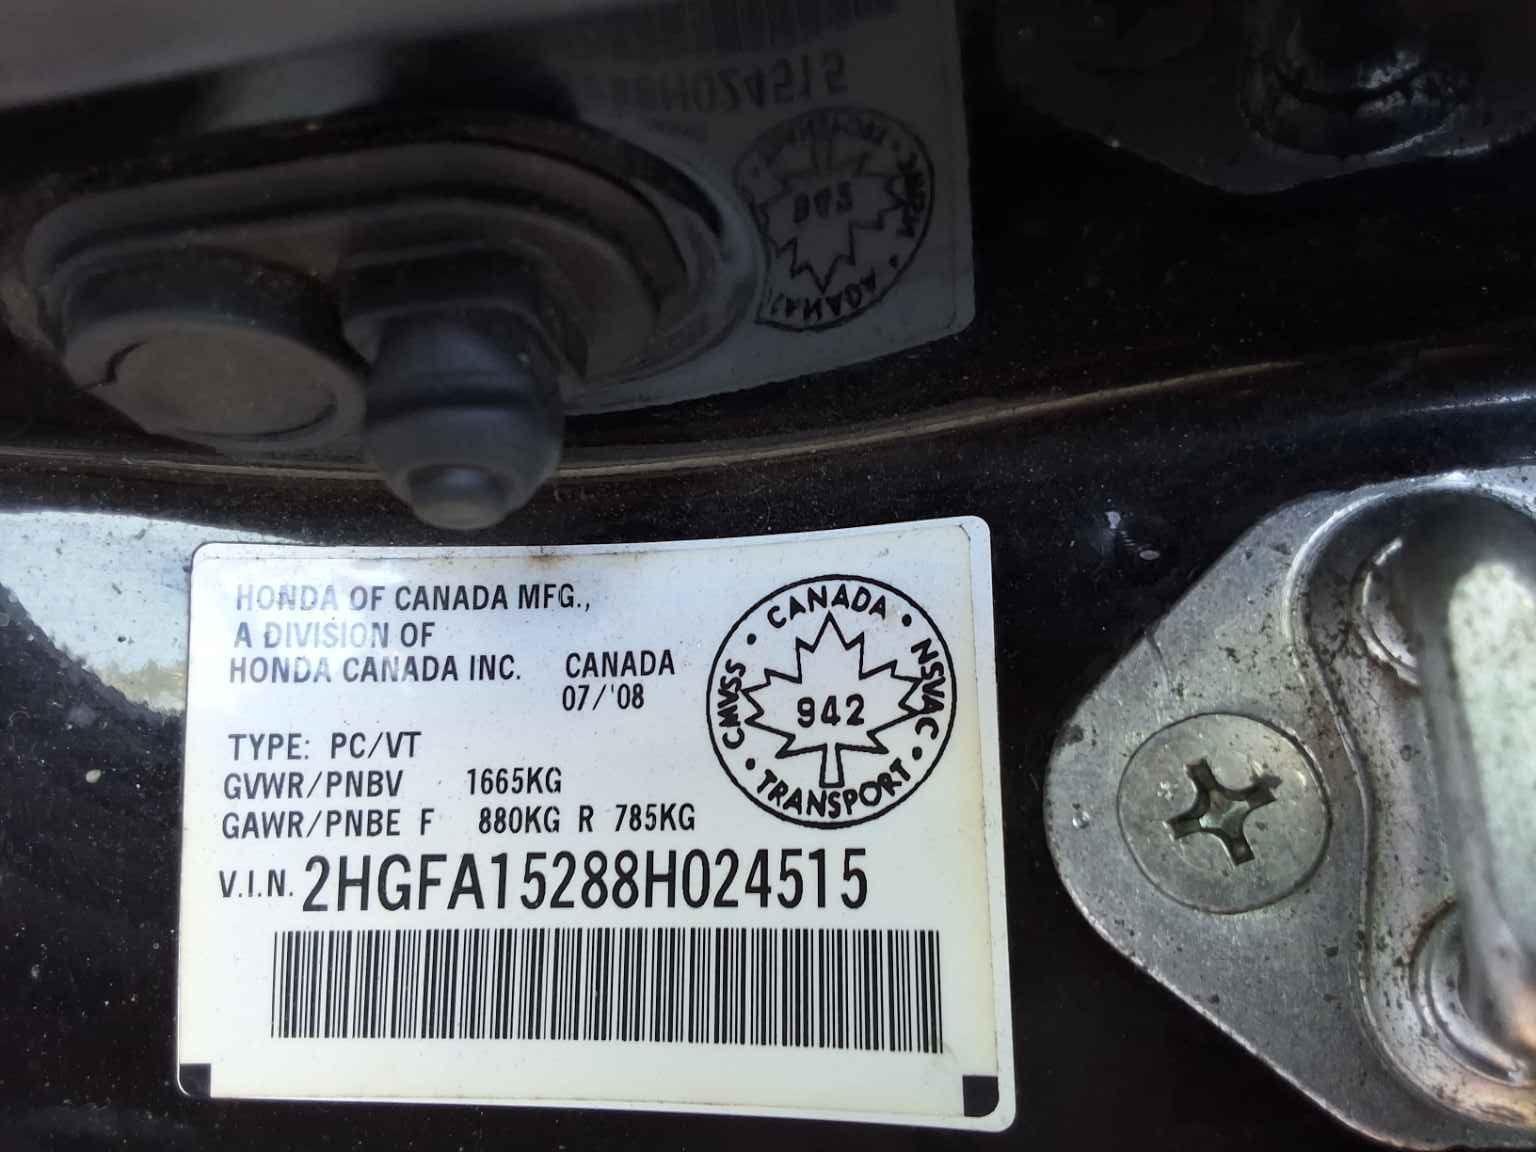 HONDA OF CANADA MFG.,
A DIVISION OF
HONDA CANADA INC. CANADA
07/'08
TYPE: PC/VT
GVWR/PNBV 1665KG
GAWR/PNBE F 880KG R 785KG
V.I.N. 2HGFA15288H024515
CANADA • NSVAC • TRANSPORT • CMVSS •
942